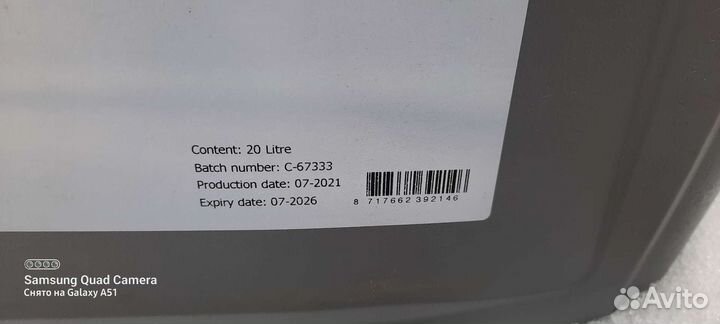 Content: 20 Litre
Batch number: C-67333
Production date: 07-2021
Expiry date: 07-2026
8 717662 392146
Samsung Quad Camera
Снято на Galaxy A51
Avito